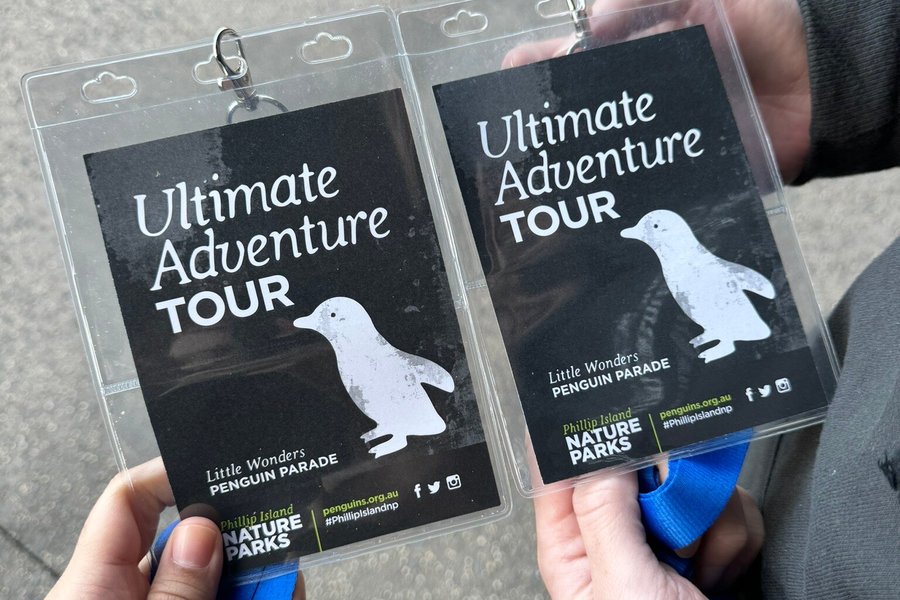 Ultimate
Adventure
TOUR
Little Wonders
PENGUIN PARADE
Phillip Island
NATURE
PARKS
penguins.org.au
#PhillipIslandnp
Ultimate
Adventure
TOUR
Little Wonders
PENGUIN PARADE
Phillip Island
NATURE
PARKS
penguins.org.au
#PhillipIslandnp